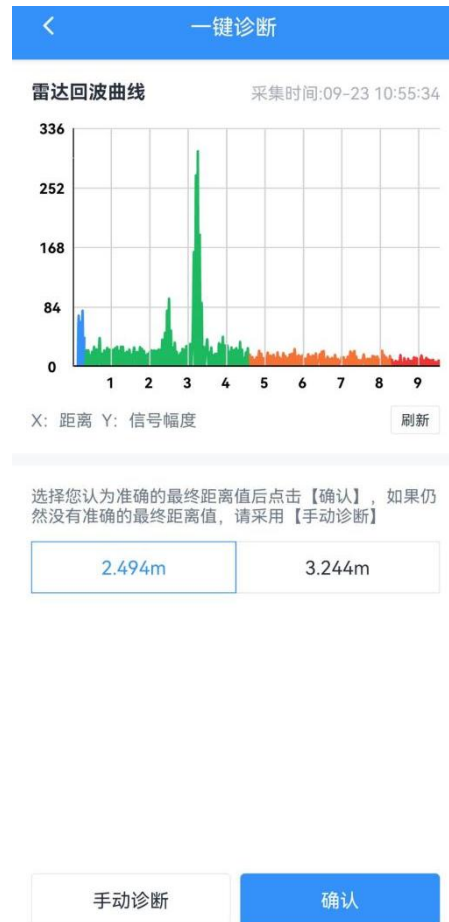 一键诊断
雷达回波曲线 采集时间:09-23 10:55:34
336
252
168
84
0
1 2 3 4 5 6 7 8 9
X: 距离 Y: 信号幅度 刷新
选择您认为准确的最终距离值后点击【确认】, 如果仍
然没有准确的最终距离值, 请采用【手动诊断】
2.494m 3.244m
手动诊断 确认